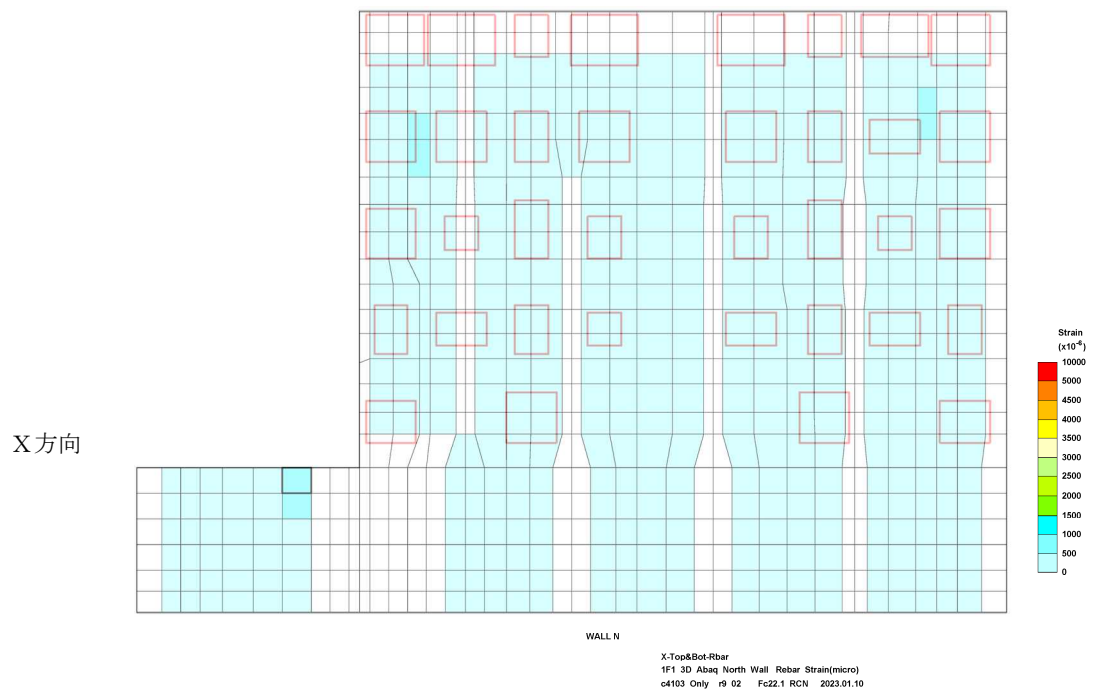 X方向
Strain
(x10⁻⁶)
10000
5000
4500
4000
3500
3000
2500
2000
1500
1000
500
0
WALL N
X-Top&Bot-Rbar
1F1 3D Abaq North Wall Rebar Strain(micro)
c4103 Only r9 02 Fc22.1 RCN 2023.01.10